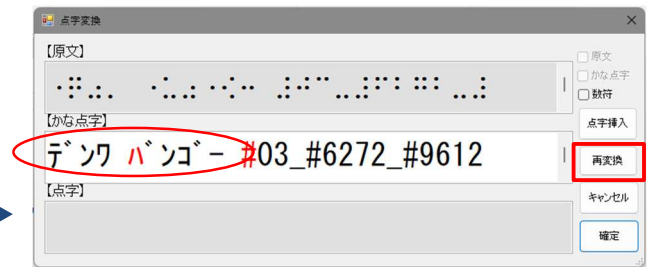 点字変換
【原文】
⠐⠟⠴⠄ ⠐⠥⠴⠐⠪⠒ ⠼⠚⠉⠤⠼⠋⠃⠛⠃⠤⠼
原文
かな点字
数符
【かな点字】
点字挿入
デンワ バンゴー #03_#6272_#9612
再変換
【点字】
キャンセル
確定